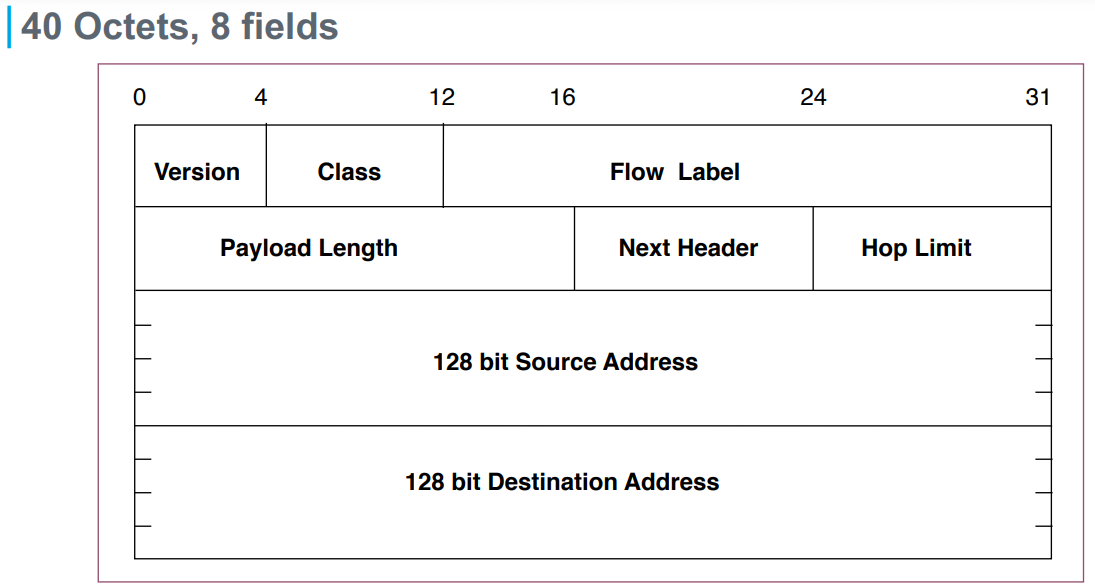 40 Octets, 8 fields
0 4 12 16 24 31
Version Class Flow Label
Payload Length Next Header Hop Limit
128 bit Source Address
128 bit Destination Address